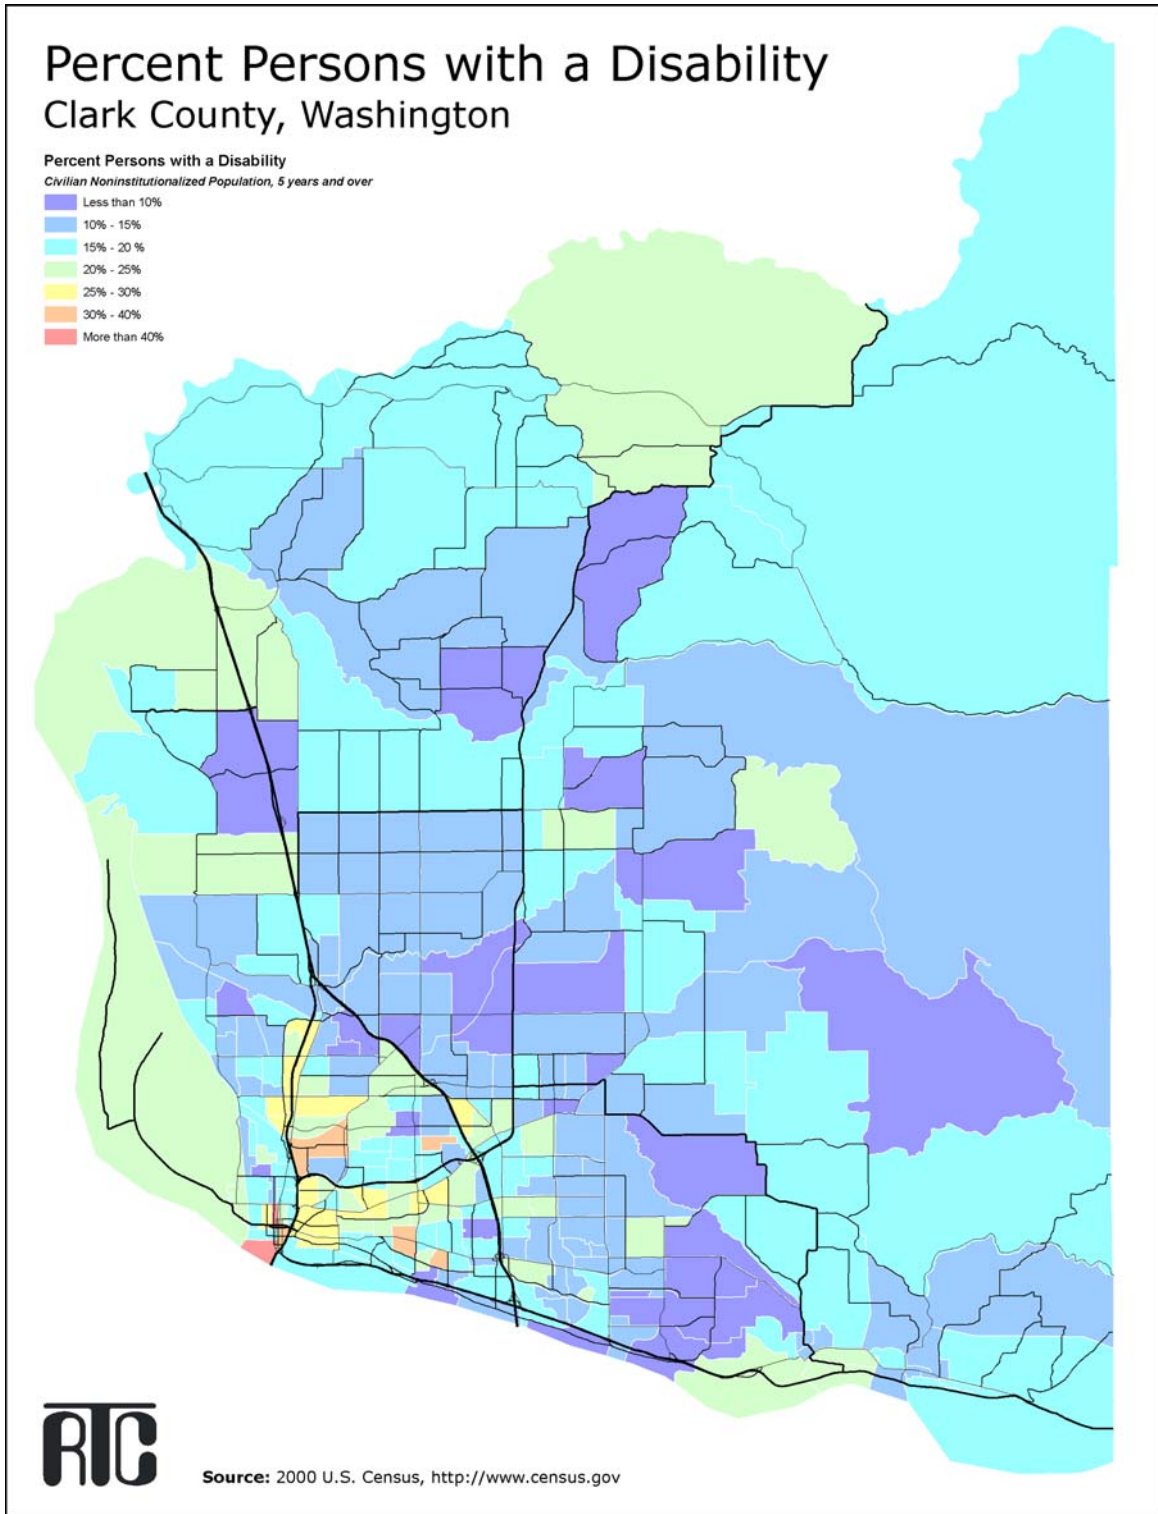 Percent Persons with a Disability
Clark County, Washington
Percent Persons with a Disability
Civilian Noninstitutionalized Population, 5 years and over
Less than 10%
10% - 15%
15% - 20 %
20% - 25%
25% - 30%
30% - 40%
More than 40%
RTC
Source: 2000 U.S. Census, http://www.census.gov